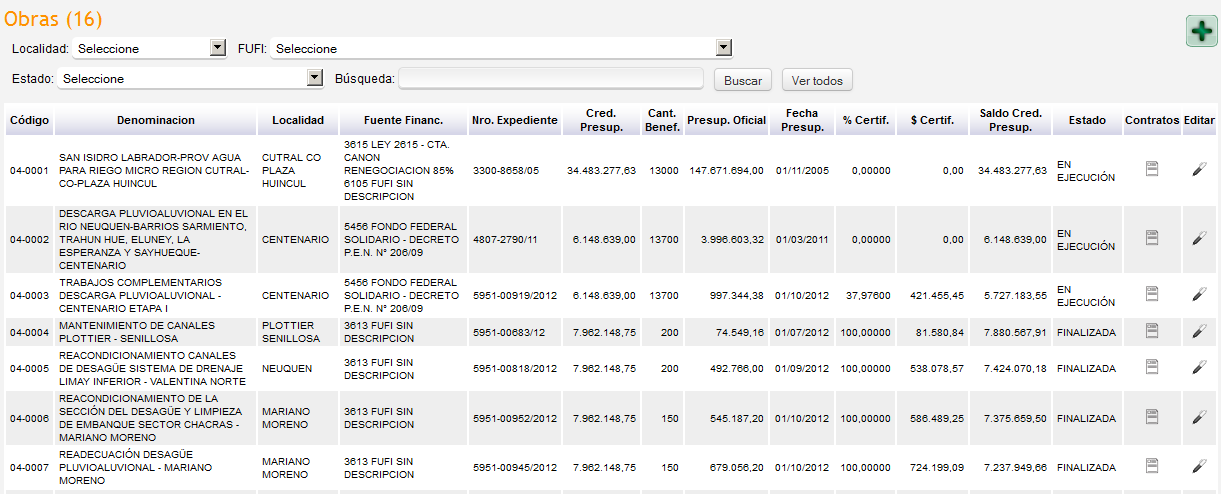 Obras (16)
Localidad: Seleccione FUFI: Seleccione
Estado: Seleccione Búsqueda: Buscar Ver todos
Código Denominacion Localidad Fuente Financ. Nro. Expediente Cred. Presup. Cant. Benef. Presup. Oficial Fecha Presup. % Certif. $ Certif. Saldo Cred. Presup. Estado Contratos Editar
04-0001
SAN ISIDRO LABRADOR-PROV AGUA
PARA RIEGO MICRO REGION CUTRAL-
CO-PLAZA HUINCUL
CUTRAL CO
PLAZA
HUINCUL
3615 LEY 2615 - CTA.
CANON
RENEGOCIACION 85%
6105 FUFI SIN
DESCRIPCION
3300-8658/05 34.483.277,63 13000 147.671.694,00 01/11/2005 0,00000 0,00 34.483.277,63
EN
EJECUCIÓN
04-0002
DESCARGA PLUVIOALUVIONAL EN EL
RIO NEUQUEN-BARRIOS SARMIENTO,
TRAHUN HUE, ELUNEY, LA
ESPERANZA Y SAYHUEQUE-
CENTENARIO
CENTENARIO
5456 FONDO FEDERAL
SOLIDARIO - DECRETO
P.E.N. N° 206/09
4807-2790/11 6.148.639,00 13700 3.996.603,32 01/03/2011 0,00000 0,00 6.148.639,00
EN
EJECUCIÓN
04-0003
TRABAJOS COMPLEMENTARIOS
DESCARGA PLUVIOALUVIONAL -
CENTENARIO ETAPA I
CENTENARIO
5456 FONDO FEDERAL
SOLIDARIO - DECRETO
P.E.N. N° 206/09
5951-00919/2012 6.148.639,00 13700 997.344,38 01/10/2012 37,97600 421.455,45 5.727.183,55
EN
EJECUCIÓN
04-0004
MANTENIMIENTO DE CANALES
PLOTTIER - SENILLOSA
PLOTTIER
SENILLOSA
3613 FUFI SIN
DESCRIPCION
5951-00683/12 7.962.148,75 200 74.549,16 01/07/2012 100,00000 81.580,84 7.880.567,91 FINALIZADA
04-0005
REACONDICIONAMIENTO CANALES
DE DESAGÜE SISTEMA DE DRENAJE
LIMAY INFERIOR - VALENTINA NORTE
NEUQUEN
3613 FUFI SIN
DESCRIPCION
5951-00818/2012 7.962.148,75 200 492.766,00 01/09/2012 100,00000 538.078,57 7.424.070,18 FINALIZADA
04-0006
REACONDICIONAMIENTO DE LA
SECCIÓN DEL DESAGÜE Y LIMPIEZA
DE EMBANQUE SECTOR CHACRAS -
MARIANO MORENO
MARIANO
MORENO
3613 FUFI SIN
DESCRIPCION
5951-00952/2012 7.962.148,75 150 545.187,20 01/10/2012 100,00000 586.489,25 7.375.659,50 FINALIZADA
04-0007
READECUACIÓN DESAGÜE
PLUVIOALUVIONAL - MARIANO
MORENO
MARIANO
MORENO
3613 FUFI SIN
DESCRIPCION
5951-00945/2012 7.962.148,75 150 679.056,20 01/10/2012 100,00000 724.199,09 7.237.949,66 FINALIZADA